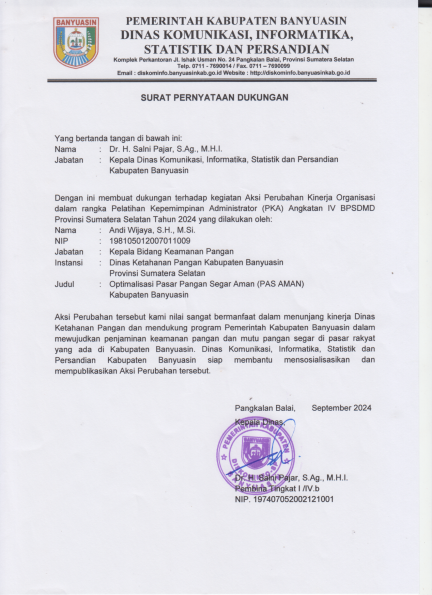 BANYUASIN
PEMERINTAH KABUPATEN BANYUASIN
DINAS KOMUNIKASI, INFORMATIKA,
STATISTIK DAN PERSANDIAN
Komplek Perkantoran Jl. Ishak Usman No. 24 Pangkalan Balai, Provinsi Sumatera Selatan
Telp. 0711 - 7690014 / Fax. 0711 – 7690099
Email : diskominfo.banyuasinkab.go.id Website : http://diskominfo.banyuasinkab.go.id
SURAT PERNYATAAN DUKUNGAN
Yang bertanda tangan di bawah ini:
Nama : Dr. H. Salni Pajar, S.Ag., M.H.I.
Jabatan : Kepala Dinas Komunikasi, Informatika, Statistik dan Persandian
Kabupaten Banyuasin
Dengan ini membuat dukungan terhadap kegiatan Aksi Perubahan Kinerja Organisasi
dalam rangka Pelatihan Kepemimpinan Administrator (PKA) Angkatan IV BPSDMD
Provinsi Sumatera Selatan Tahun 2024 yang dilakukan oleh:
Nama : Andi Wijaya, S.H., M.Si.
NIP : 198105012007011009
Jabatan : Kepala Bidang Keamanan Pangan
Instansi : Dinas Ketahanan Pangan Kabupaten Banyuasin
Provinsi Sumatera Selatan
Judul : Optimalisasi Pasar Pangan Segar Aman (PAS AMAN)
Kabupaten Banyuasin
Aksi Perubahan tersebut kami nilai sangat bermanfaat dalam menunjang kinerja Dinas
Ketahanan Pangan dan mendukung program Pemerintah Kabupaten Banyuasin dalam
mewujudkan penjaminan keamanan pangan dan mutu pangan segar di pasar rakyat
yang ada di Kabupaten Banyuasin. Dinas Komunikasi, Informatika, Statistik dan
Persandian Kabupaten Banyuasin siap membantu mensosialisasikan dan
mempublikasikan Aksi Perubahan tersebut.
Pangkalan Balai, September 2024
Kepala Dinas,
PEMERINTAH KABUPATEN
Dr. H. Salni Pajar, S.Ag., M.H.I.
Pembina Tingkat I /IV.b
NIP. 197407052002121001